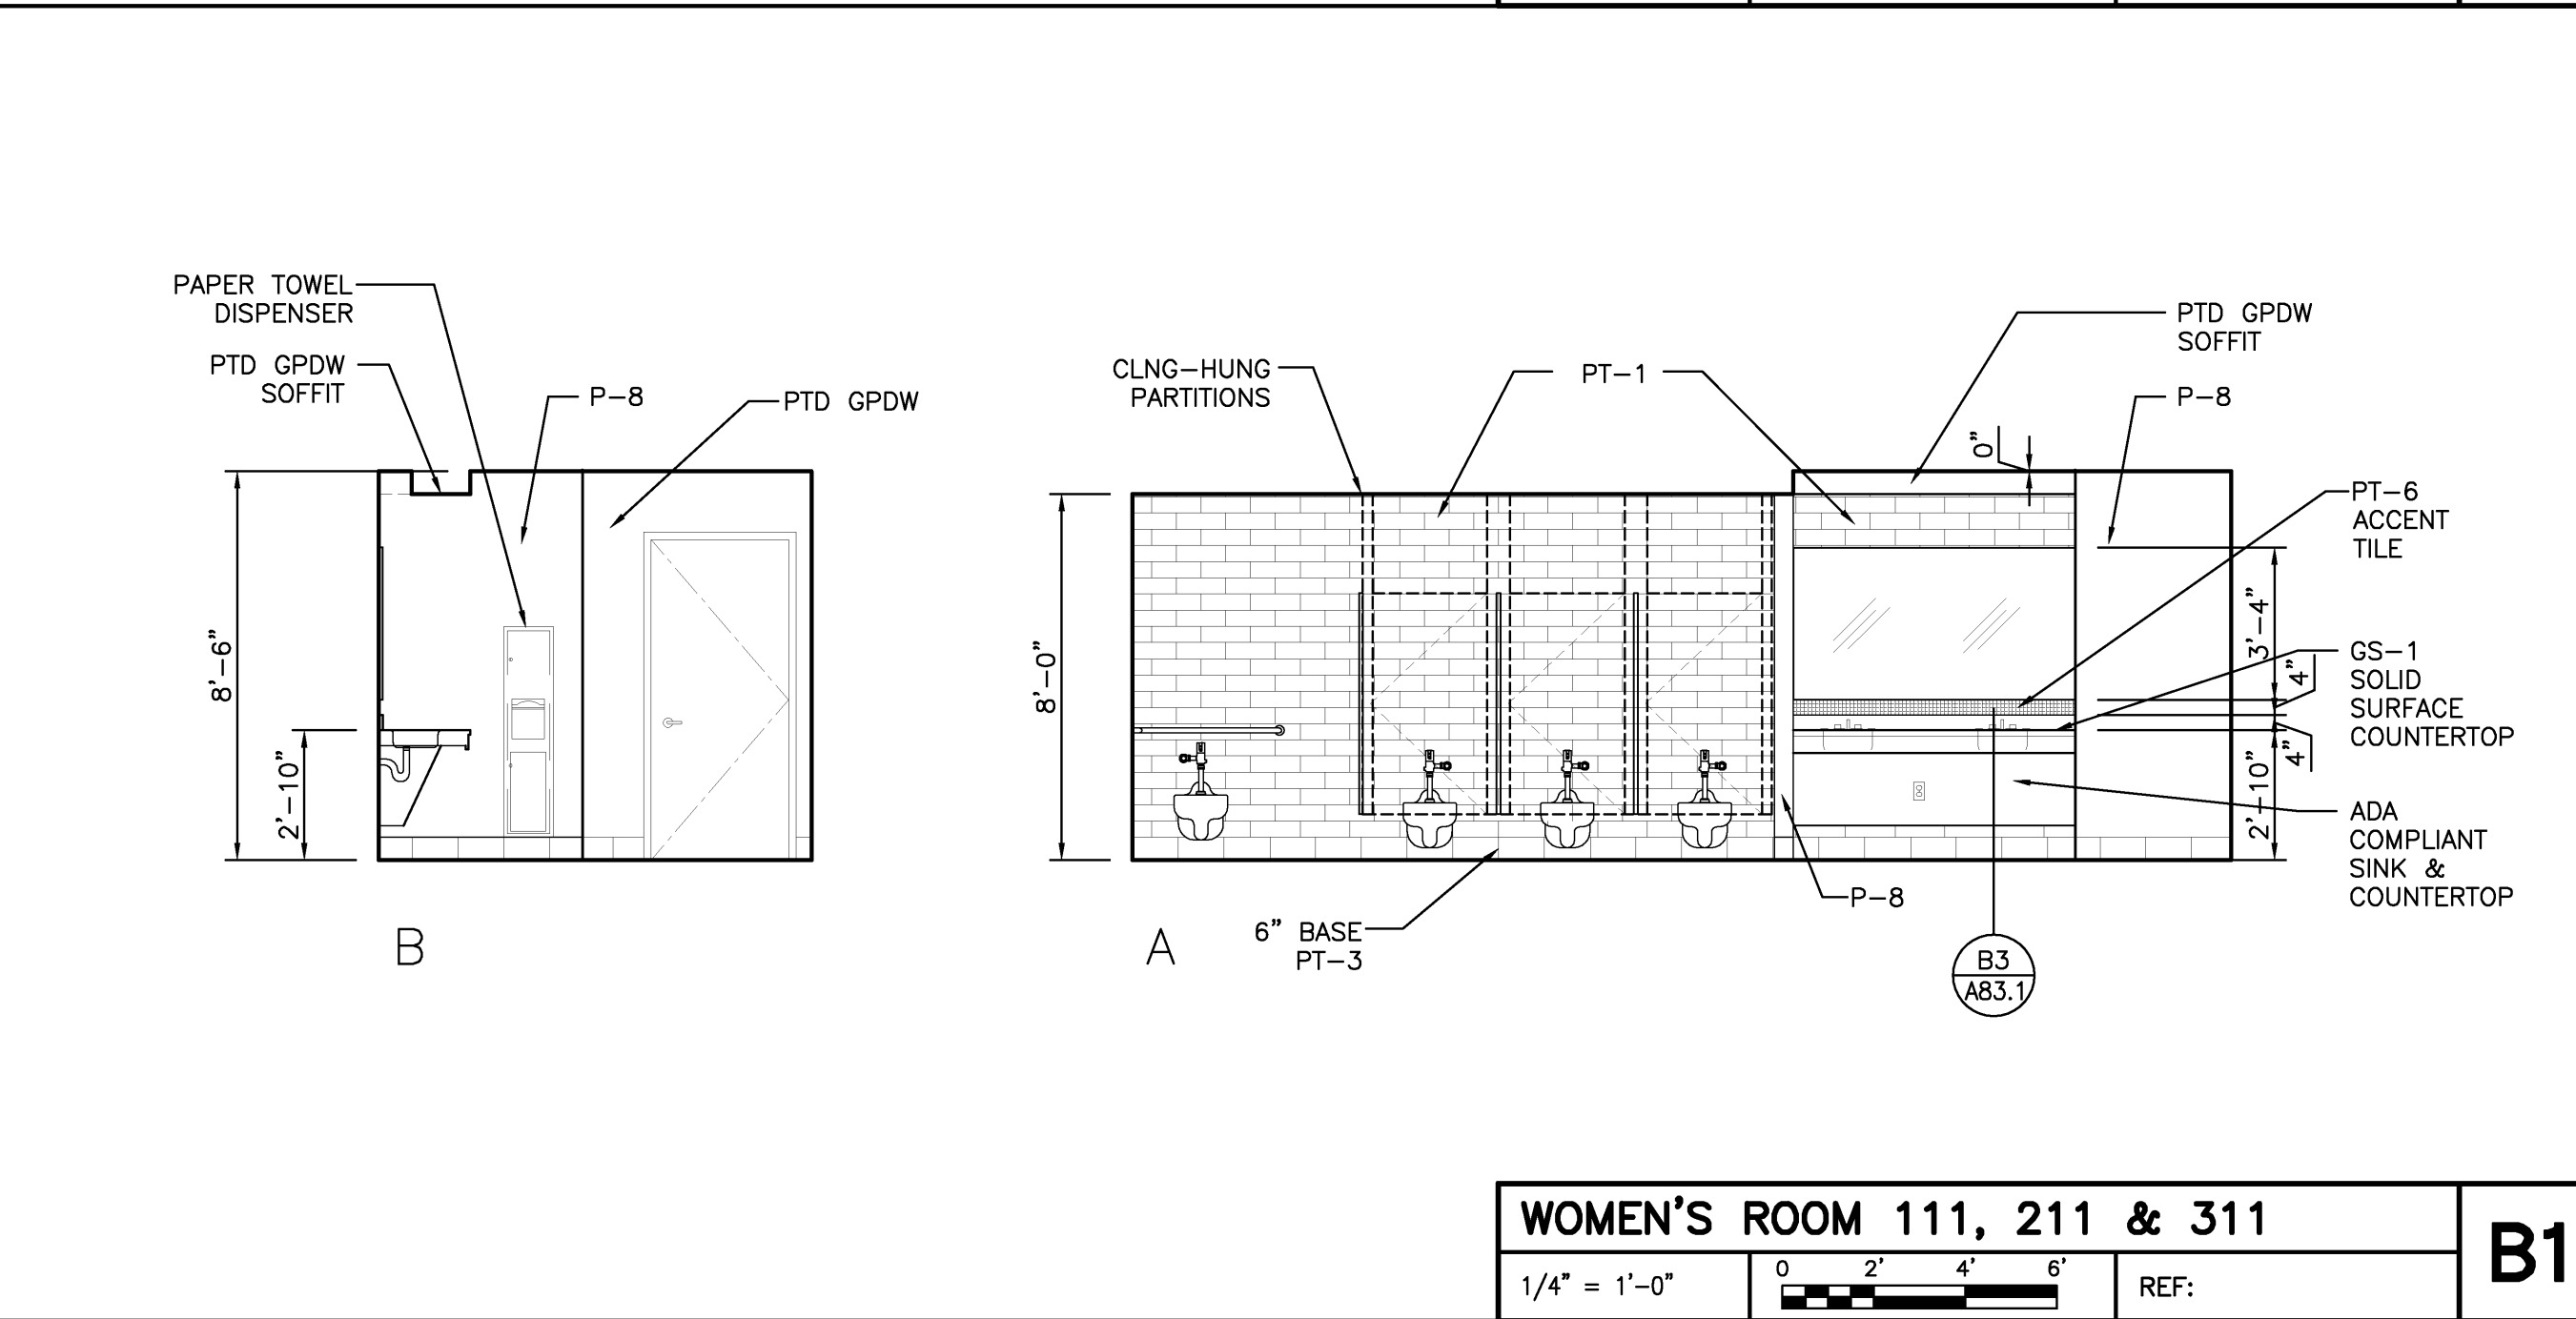 PAPER TOWEL
DISPENSER
PTD GPDW
SOFFIT
P-8
PTD GPDW
8'-6"
2'-10"
B
CLNG-HUNG
PARTITIONS
PT-1
PTD GPDW
SOFFIT
P-8
0"
PT-6
ACCENT
TILE
8'-0"
3'-4"
4"
GS-1
SOLID
SURFACE
COUNTERTOP
4"
2'-10"
ADA
COMPLIANT
SINK &
COUNTERTOP
P-8
6" BASE
PT-3
A
B3
A83.1
WOMEN'S ROOM 111, 211 & 311
B1
1/4" = 1'-0"
0 2' 4' 6'
REF: